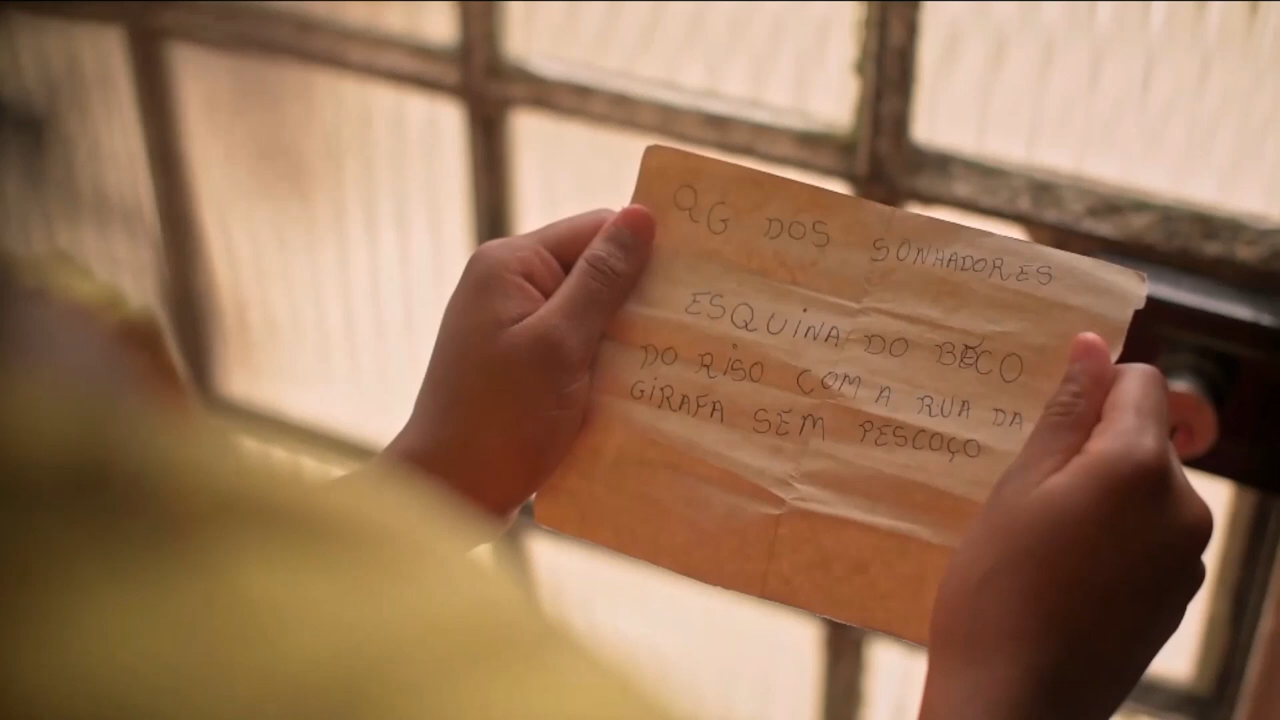 QG DOS SONHADORES
ESQUINA DO BECO
DO RISO COM A RUA DA
GIRAFA SEM PESCOÇO